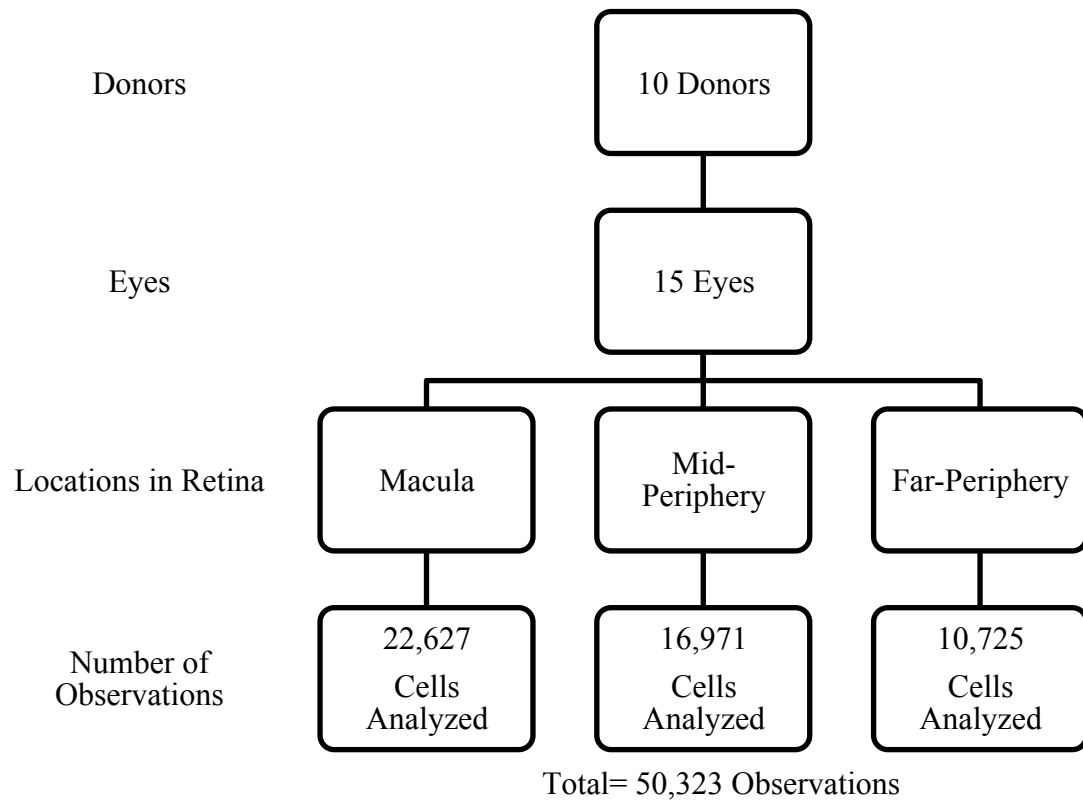 Donors
10 Donors
Eyes
15 Eyes
Locations in Retina
Macula
Mid-
Periphery
Far-Periphery
Number of
Observations
22,627
Cells
Analyzed
16,971
Cells
Analyzed
10,725
Cells
Analyzed
Total= 50,323 Observations